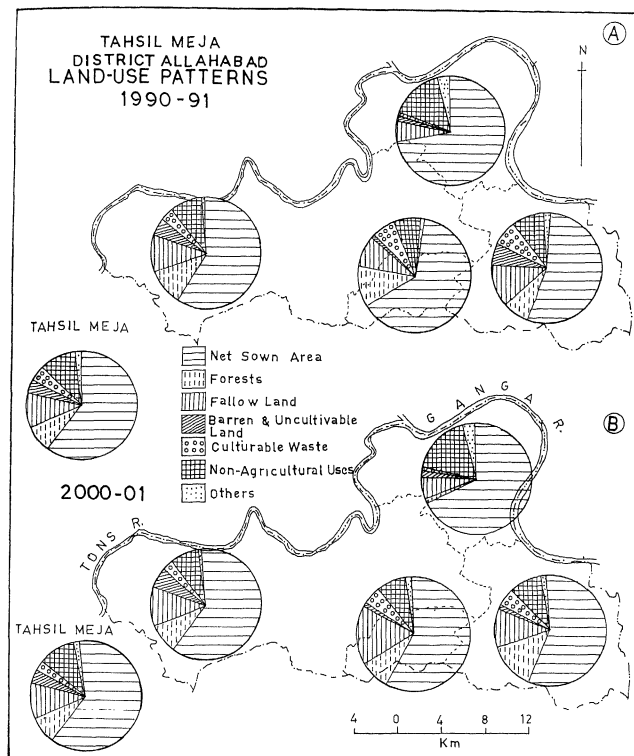 TAHSIL MEJA
DISTRICT ALLAHABAD
LAND-USE PATTERNS
1990-91
A
N
TAHSIL MEJA
Net Sown Area
Forests
Fallow Land
Barren & Uncultivable
Land
Culturable Waste
Non-Agricultural Uses
Others
GANGA R.
B
2000-01
TONS R.
TAHSIL MEJA
4 0 4 8 12
Km